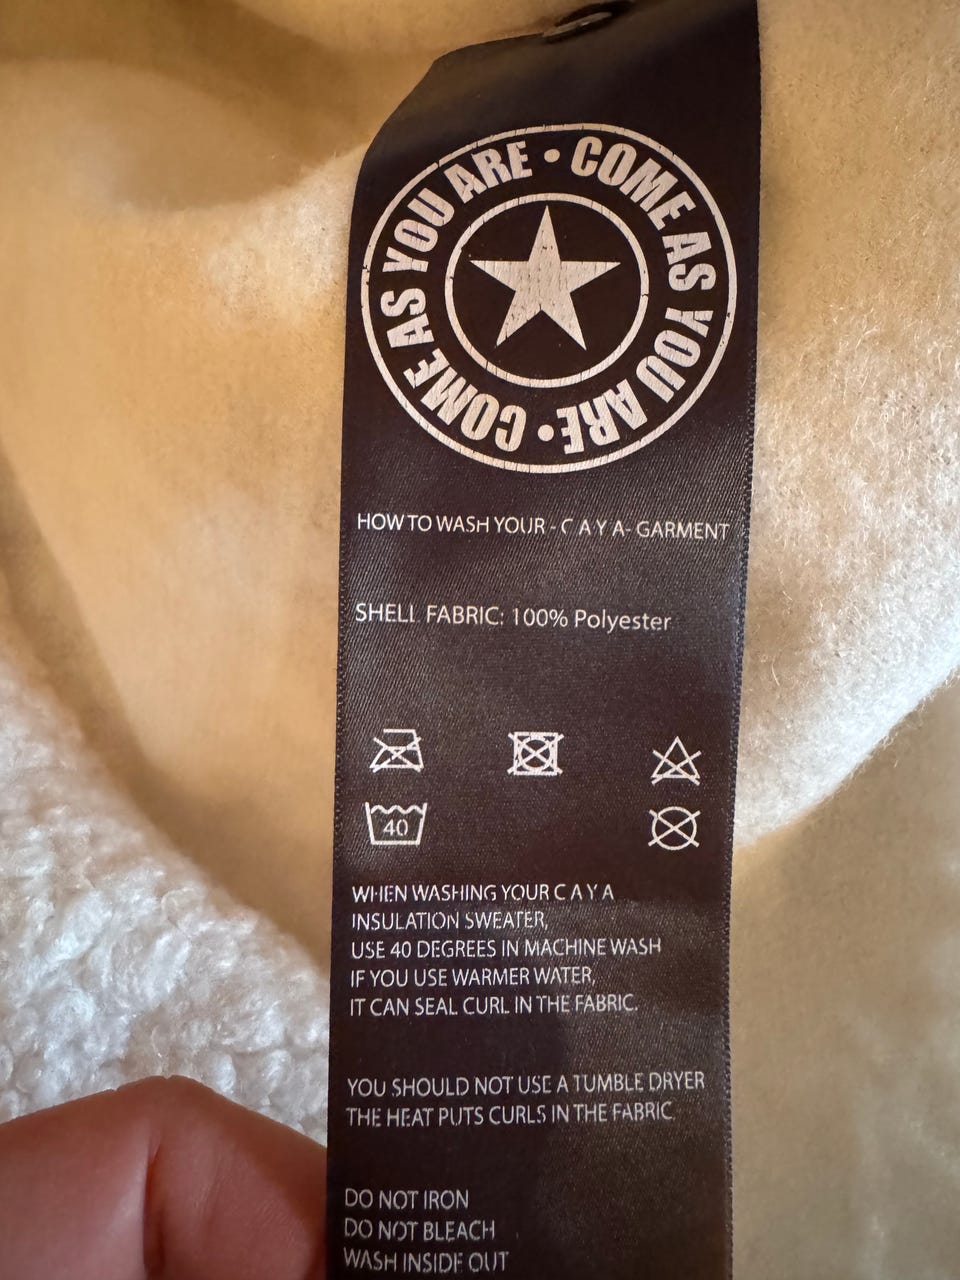 COME AS YOU ARE • COME AS YOU ARE •
HOW TO WASH YOUR - C A Y A - GARMENT
SHELL FABRIC: 100% Polyester
40
WHEN WASHING YOUR C A Y A
INSULATION SWEATER,
USE 40 DEGREES IN MACHINE WASH
IF YOU USE WARMER WATER,
IT CAN SEAL CURL IN THE FABRIC.
YOU SHOULD NOT USE A TUMBLE DRYER
THE HEAT PUTS CURLS IN THE FABRIC
DO NOT IRON
DO NOT BLEACH
WASH INSIDE OUT